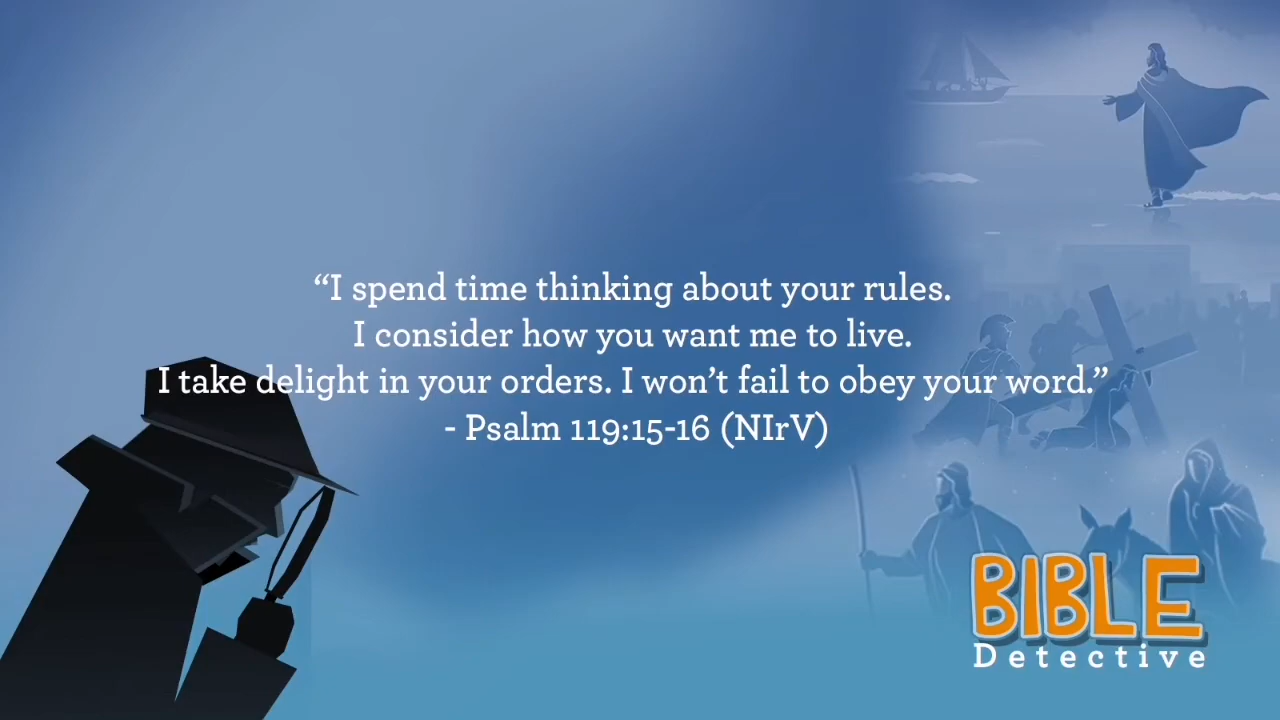 “I spend time thinking about your rules.
I consider how you want me to live.
I take delight in your orders. I won’t fail to obey your word.”
- Psalm 119:15-16 (NIrV)
BIBLE
Detective